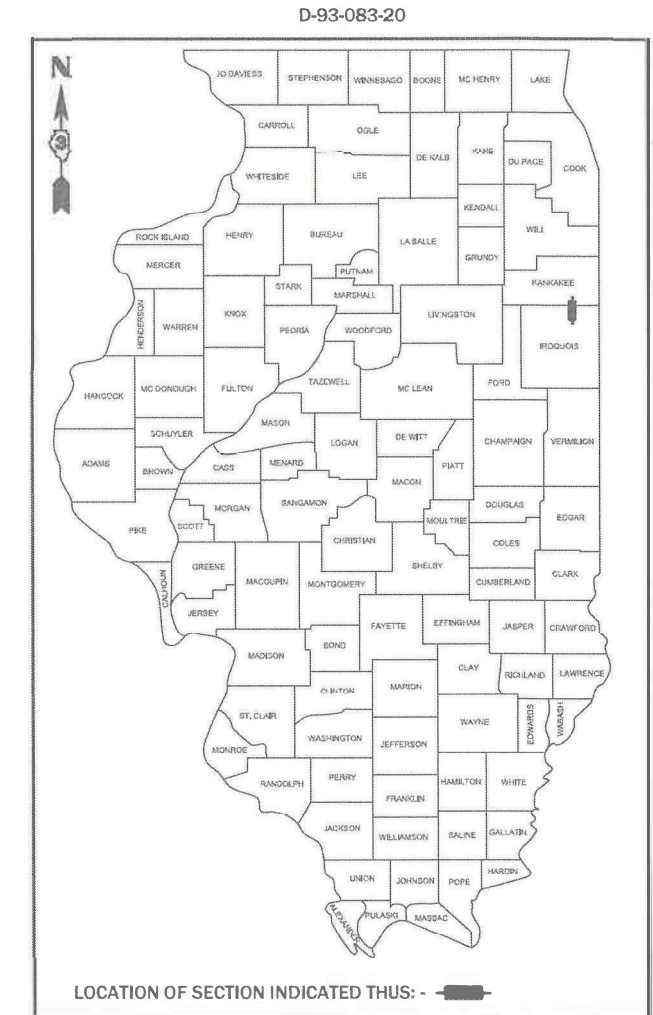 D-93-083-20
N
3
JO DAVIESS STEPHENSON WINNEBAGO BOONE MC HENRY LAKE
CARROLL OGLE
DE KALB KANE DU PAGE COOK
WHITESIDE LEE
KENDALL
ROCK ISLAND HENRY BUREAU LA SALLE WILL
MERCER PUTNAM GRUNDY
STARK MARSHALL KANKAKEE
HENDERSON WARREN KNOX PEORIA WOODFORD LIVINGSTON IROQUOIS
HANCOCK MC DONOUGH FULTON TAZEWELL MC LEAN FORD
SCHUYLER MASON LOGAN DE WITT CHAMPAIGN VERMILION
ADAMS BROWN CASS MENARD PIATT
MACON
PIKE SCOTT MORGAN SANGAMON MOULTRIE DOUGLAS EDGAR
CHRISTIAN COLES
CALHOUN GREENE MACOUPIN MONTGOMERY SHELBY CUMBERLAND CLARK
JERSEY
MADISON BOND FAYETTE EFFINGHAM JASPER CRAWFORD
CLINTON MARION CLAY RICHLAND LAWRENCE
ST. CLAIR WASHINGTON JEFFERSON WAYNE EDWARDS WABASH
MONROE
RANDOLPH PERRY FRANKLIN HAMILTON WHITE
JACKSON WILLIAMSON SALINE GALLATIN
UNION JOHNSON POPE HARDIN
ALEXANDER PULASKI MASSAC
LOCATION OF SECTION INDICATED THUS: -